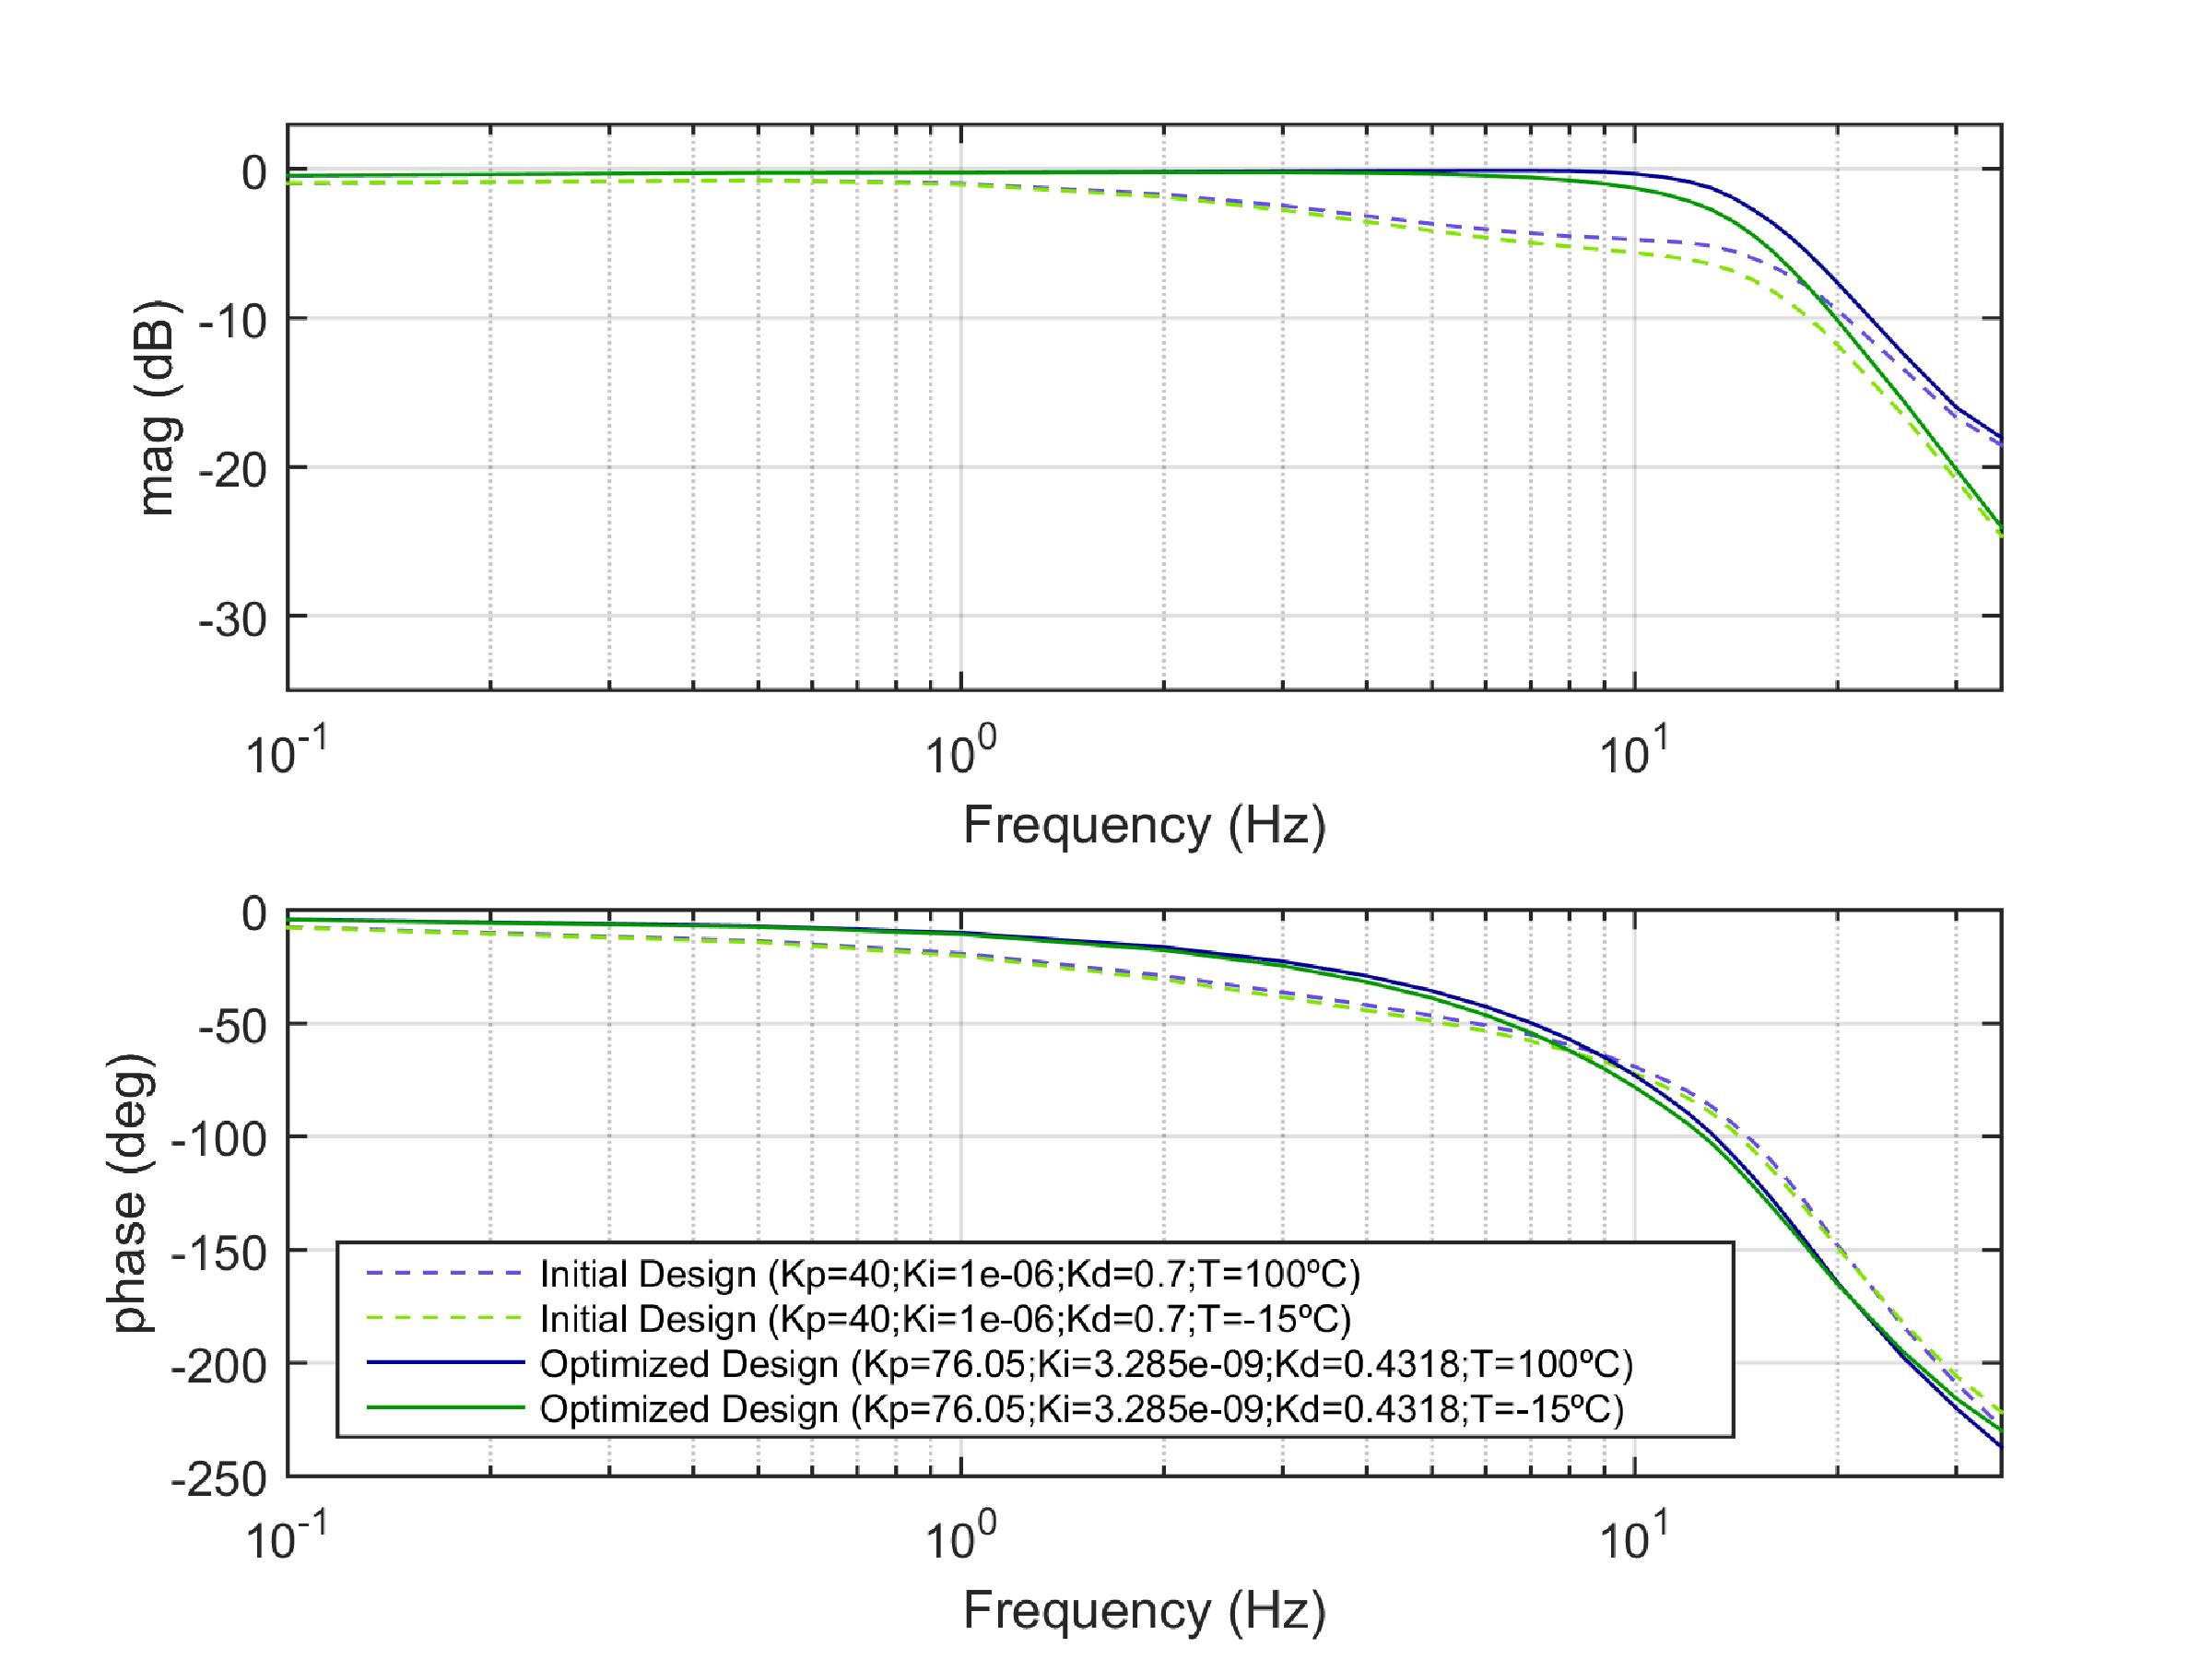 0
-10
-20
-30
mag (dB)
10^-1
10^0
10^1
Frequency (Hz)
0
-50
-100
-150
-200
-250
phase (deg)
Initial Design (Kp=40;Ki=1e-06;Kd=0.7;T=100ºC)
Initial Design (Kp=40;Ki=1e-06;Kd=0.7;T=-15ºC)
Optimized Design (Kp=76.05;Ki=3.285e-09;Kd=0.4318;T=100ºC)
Optimized Design (Kp=76.05;Ki=3.285e-09;Kd=0.4318;T=-15ºC)
10^-1
10^0
10^1
Frequency (Hz)